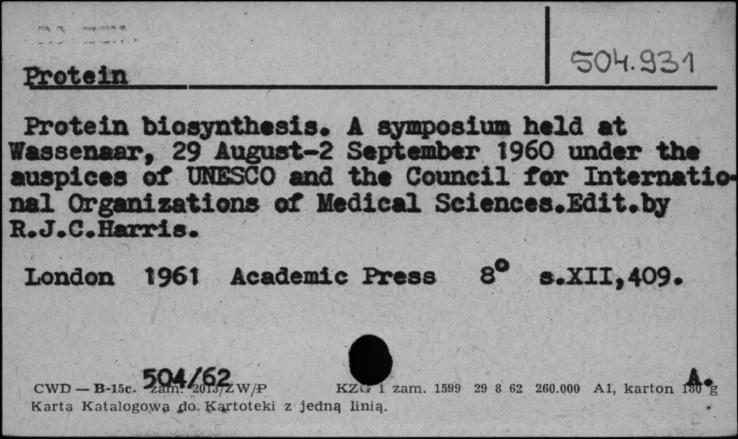 504.931
Protein
Protein biosynthesis. A symposium held at
Wassenaar, 29 August-2 September 1960 under the
auspices of UNESCO and the Council for Internatio-
nal Organizations of Medical Sciences.Edit.by
R.J.C.Harris.
London 1961 Academic Press 8° s.XII,409.
504/62 A.
CWD — B-15c. zam. 2013/ZW/P KZG 1 zam. 1599 29 8 62 260.000 A1, karton 180 g
Karta Katalogowa do Kartoteki z jedną linią.